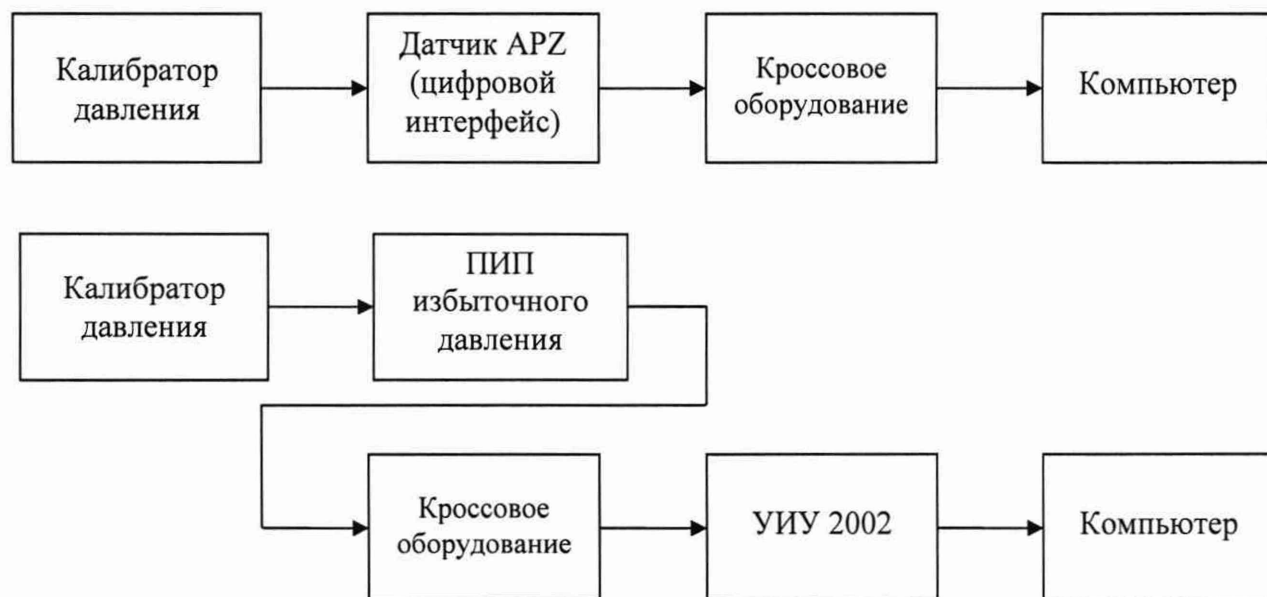 Калибратор
давления
Датчик APZ
(цифровой
интерфейс)
Кроссовое
оборудование
Компьютер
Калибратор
давления
ПИП
избыточного
давления
Кроссовое
оборудование
УИУ 2002
Компьютер